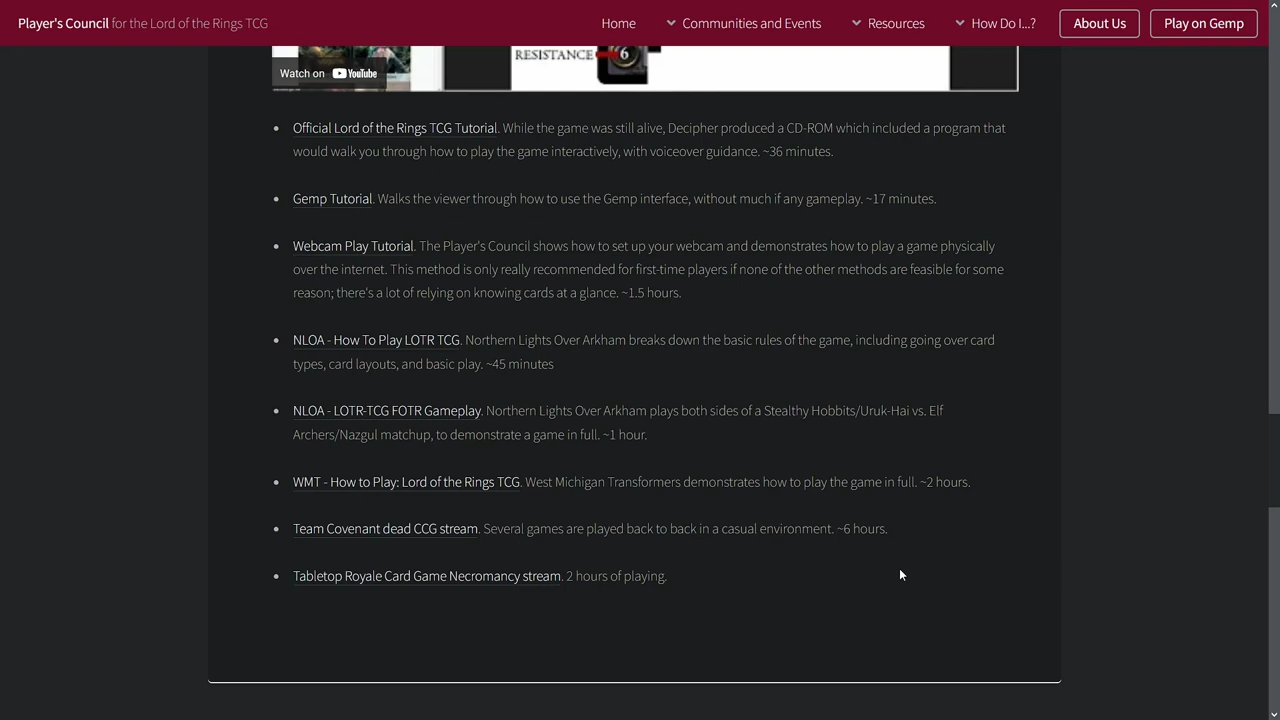 Player's Council for the Lord of the Rings TCG Home Communities and Events Resources How Do I...? About Us Play on Gemp
RESISTANCE 6
Watch on YouTube
Official Lord of the Rings TCG Tutorial. While the game was still alive, Decipher produced a CD-ROM which included a program that
would walk you through how to play the game interactively, with voiceover guidance. ~36 minutes.
Gemp Tutorial. Walks the viewer through how to use the Gemp interface, without much if any gameplay. ~17 minutes.
Webcam Play Tutorial. The Player's Council shows how to set up your webcam and demonstrates how to play a game physically
over the internet. This method is only really recommended for first-time players if none of the other methods are feasible for some
reason; there's a lot of relying on knowing cards at a glance. ~1.5 hours.
NLOA - How To Play LOTR TCG. Northern Lights Over Arkham breaks down the basic rules of the game, including going over card
types, card layouts, and basic play. ~45 minutes
NLOA - LOTR-TCG FOTR Gameplay. Northern Lights Over Arkham plays both sides of a Stealthy Hobbits/Uruk-Hai vs. Elf
Archers/Nazgul matchup, to demonstrate a game in full. ~1 hour.
WMT - How to Play: Lord of the Rings TCG. West Michigan Transformers demonstrates how to play the game in full. ~2 hours.
Team Covenant dead CCG stream. Several games are played back to back in a casual environment. ~6 hours.
Tabletop Royale Card Game Necromancy stream. 2 hours of playing.